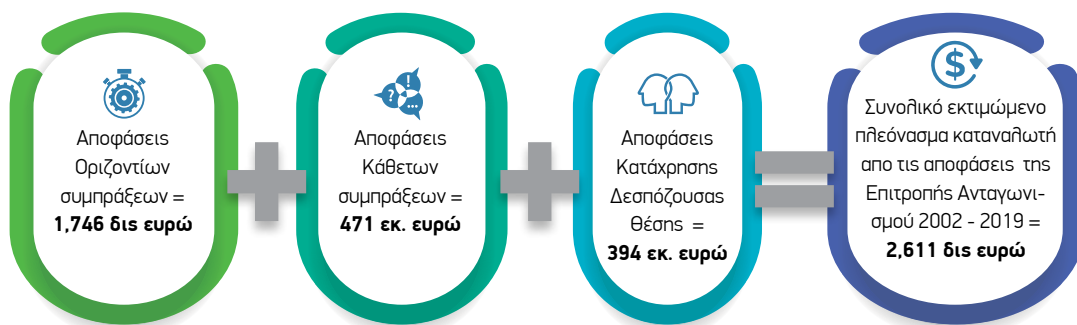 Αποφάσεις
Οριζοντίων
συμπράξεων =
1,746 δις ευρώ
+
Αποφάσεις
Κάθετων
συμπράξεων =
471 εκ. ευρώ
+
Αποφάσεις
Κατάχρησης
Δεσπόζουσας
Θέσης =
394 εκ. ευρώ
=
$
Συνολικό εκτιμώμενο
πλεόνασμα καταναλωτή
απο τις αποφάσεις της
Επιτροπής Ανταγωνι-
σμού 2002 - 2019 =
2,611 δις ευρώ